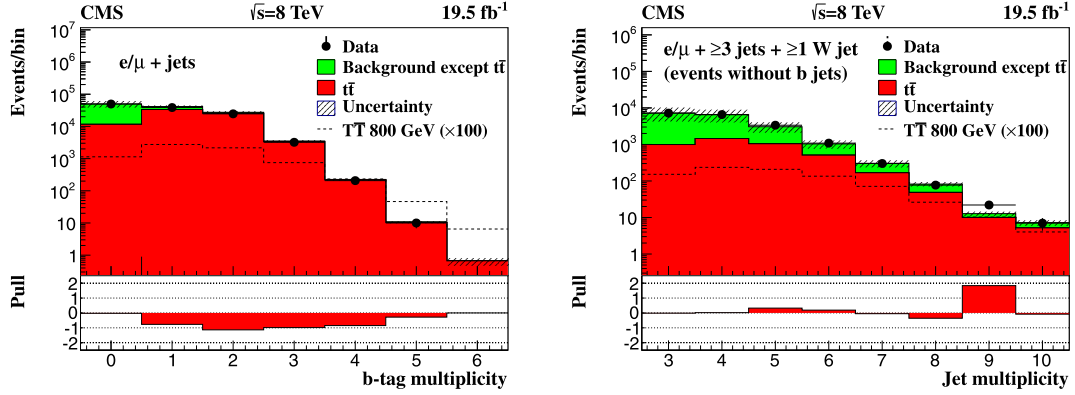 CMS √s=8 TeV 19.5 fb⁻¹
Events/bin
10⁷
10⁶
10⁵
10⁴
10³
10²
10
1
e/μ + jets
Data
Background except tt̅
tt̅
Uncertainty
TT̅ 800 GeV (×100)
Pull
2
1
0
-1
-2
0 1 2 3 4 5 6
b-tag multiplicity
CMS √s=8 TeV 19.5 fb⁻¹
Events/bin
10⁶
10⁵
10⁴
10³
10²
10
1
e/μ + ≥3 jets + ≥1 W jet
(events without b jets)
Data
Background except tt̅
tt̅
Uncertainty
TT̅ 800 GeV (×100)
Pull
2
1
0
-1
-2
3 4 5 6 7 8 9 10
Jet multiplicity